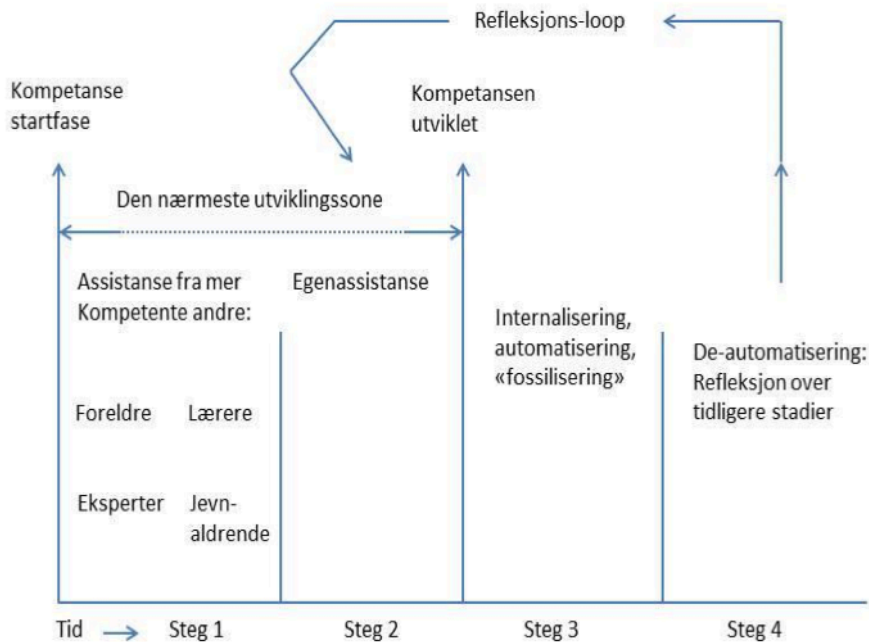 Refleksjons-loop
Kompetanse
startfase
Kompetansen
utviklet
Den nærmeste utviklingssone
Assistanse fra mer
Kompetente andre:
Egenassistanse
Internalisering,
automatisering,
«fossilisering»
De-automatisering:
Refleksjon over
tidligere stadier
Foreldre
Lærere
Eksperter
Jevn-
aldrende
Tid
Steg 1
Steg 2
Steg 3
Steg 4